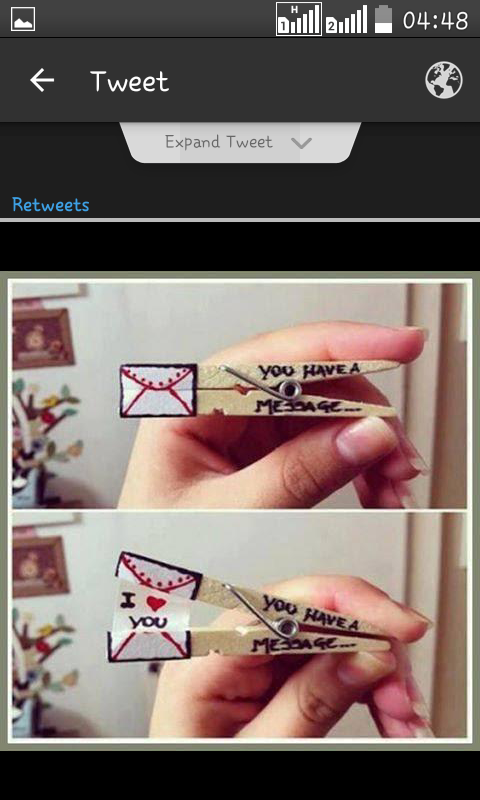 H
2
04:48
Tweet
Expand Tweet
Retweets
YOU HAVE A
MESSAGE...
I ♥
YOU
YOU HAVE A
MESSAGE...